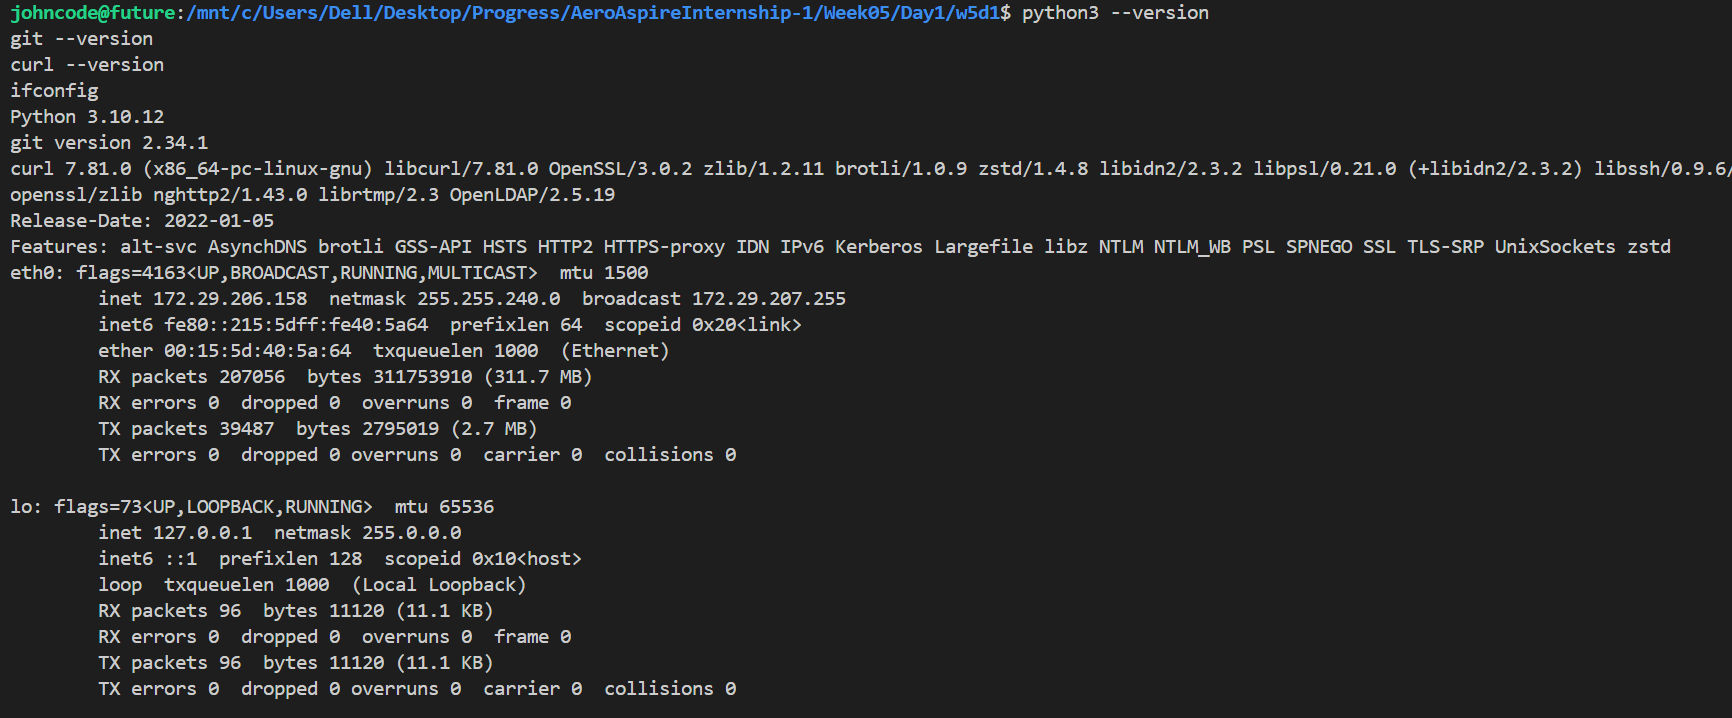 johncode@future:/mnt/c/Users/Dell/Desktop/Progress/AeroAspireInternship-1/Week05/Day1/w5d1$ python3 --version
git --version
curl --version
ifconfig
Python 3.10.12
git version 2.34.1
curl 7.81.0 (x86_64-pc-linux-gnu) libcurl/7.81.0 OpenSSL/3.0.2 zlib/1.2.11 brotli/1.0.9 zstd/1.4.8 libidn2/2.3.2 libpsl/0.21.0 (+libidn2/2.3.2) libssh/0.9.6/
openssl/zlib nghttp2/1.43.0 librtmp/2.3 OpenLDAP/2.5.19
Release-Date: 2022-01-05
Features: alt-svc AsynchDNS brotli GSS-API HSTS HTTP2 HTTPS-proxy IDN IPv6 Kerberos Largefile libz NTLM NTLM_WB PSL SPNEGO SSL TLS-SRP UnixSockets zstd
eth0: flags=4163<UP,BROADCAST,RUNNING,MULTICAST>  mtu 1500
        inet 172.29.206.158  netmask 255.255.240.0  broadcast 172.29.207.255
        inet6 fe80::215:5dff:fe40:5a64  prefixlen 64  scopeid 0x20<link>
        ether 00:15:5d:40:5a:64  txqueuelen 1000  (Ethernet)
        RX packets 207056  bytes 311753910 (311.7 MB)
        RX errors 0  dropped 0  overruns 0  frame 0
        TX packets 39487  bytes 2795019 (2.7 MB)
        TX errors 0  dropped 0 overruns 0  carrier 0  collisions 0

lo: flags=73<UP,LOOPBACK,RUNNING>  mtu 65536
        inet 127.0.0.1  netmask 255.0.0.0
        inet6 ::1  prefixlen 128  scopeid 0x10<host>
        loop  txqueuelen 1000  (Local Loopback)
        RX packets 96  bytes 11120 (11.1 KB)
        RX errors 0  dropped 0  overruns 0  frame 0
        TX packets 96  bytes 11120 (11.1 KB)
        TX errors 0  dropped 0 overruns 0  carrier 0  collisions 0